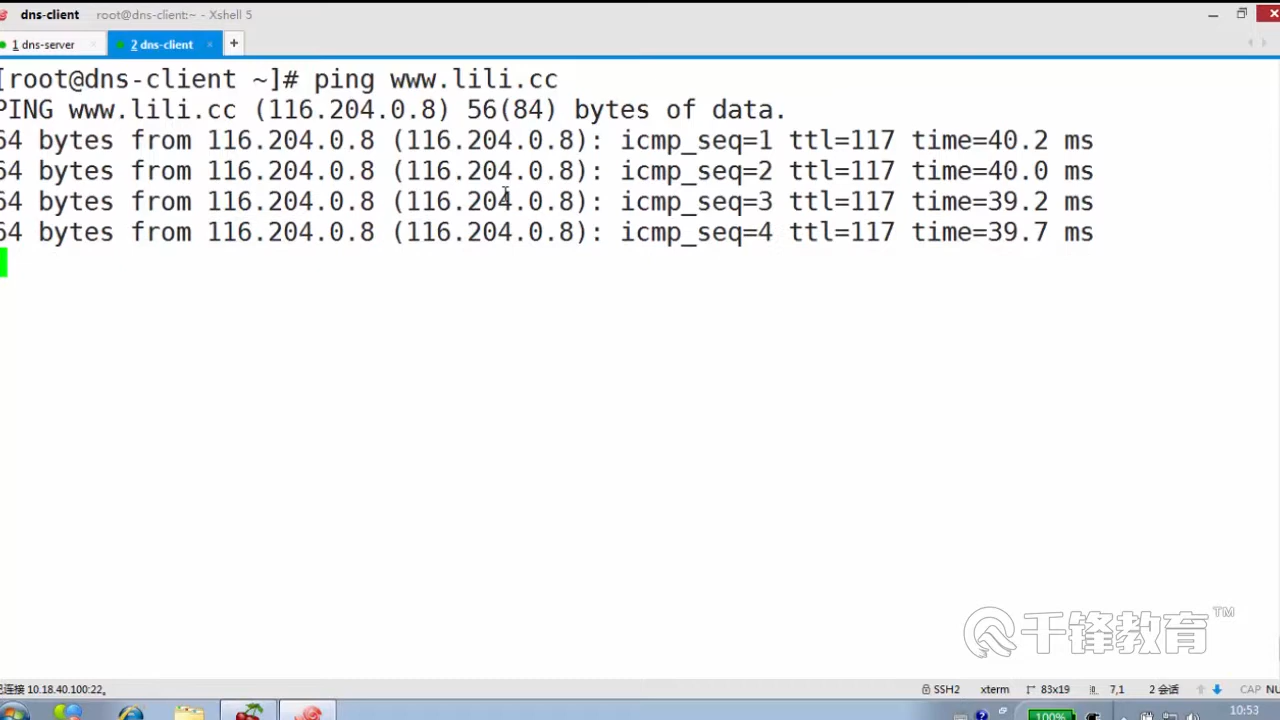 dns-client root@dns-client:~ - Xshell 5
1 dns-server × 2 dns-client × +
[root@dns-client ~]# ping www.lili.cc
PING www.lili.cc (116.204.0.8) 56(84) bytes of data.
64 bytes from 116.204.0.8 (116.204.0.8): icmp_seq=1 ttl=117 time=40.2 ms
64 bytes from 116.204.0.8 (116.204.0.8): icmp_seq=2 ttl=117 time=40.0 ms
64 bytes from 116.204.0.8 (116.204.0.8): icmp_seq=3 ttl=117 time=39.2 ms
64 bytes from 116.204.0.8 (116.204.0.8): icmp_seq=4 ttl=117 time=39.7 ms
千锋教育™
已连接 10.18.40.100:22。 SSH2 xterm 83x19 7,1 2 会话 CAP NU
100% 10:53